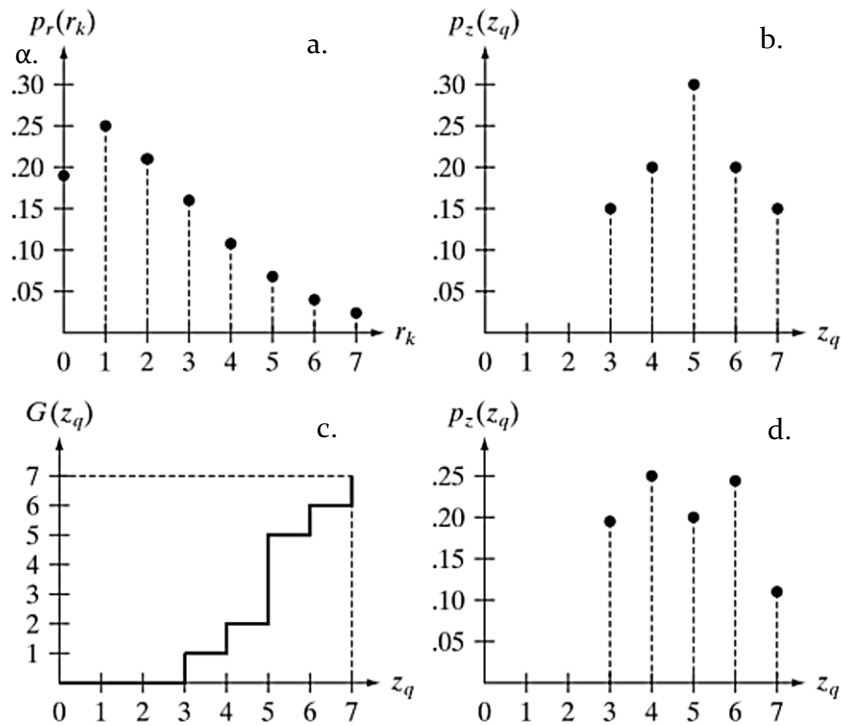 p_r(r_k)
a.
α.
.30
.25
.20
.15
.10
.05
0 1 2 3 4 5 6 7
r_k
p_z(z_q)
b.
.30
.25
.20
.15
.10
.05
0 1 2 3 4 5 6 7
z_q
G(z_q)
c.
7
6
5
4
3
2
1
0 1 2 3 4 5 6 7
z_q
p_z(z_q)
d.
.25
.20
.15
.10
.05
0 1 2 3 4 5 6 7
z_q